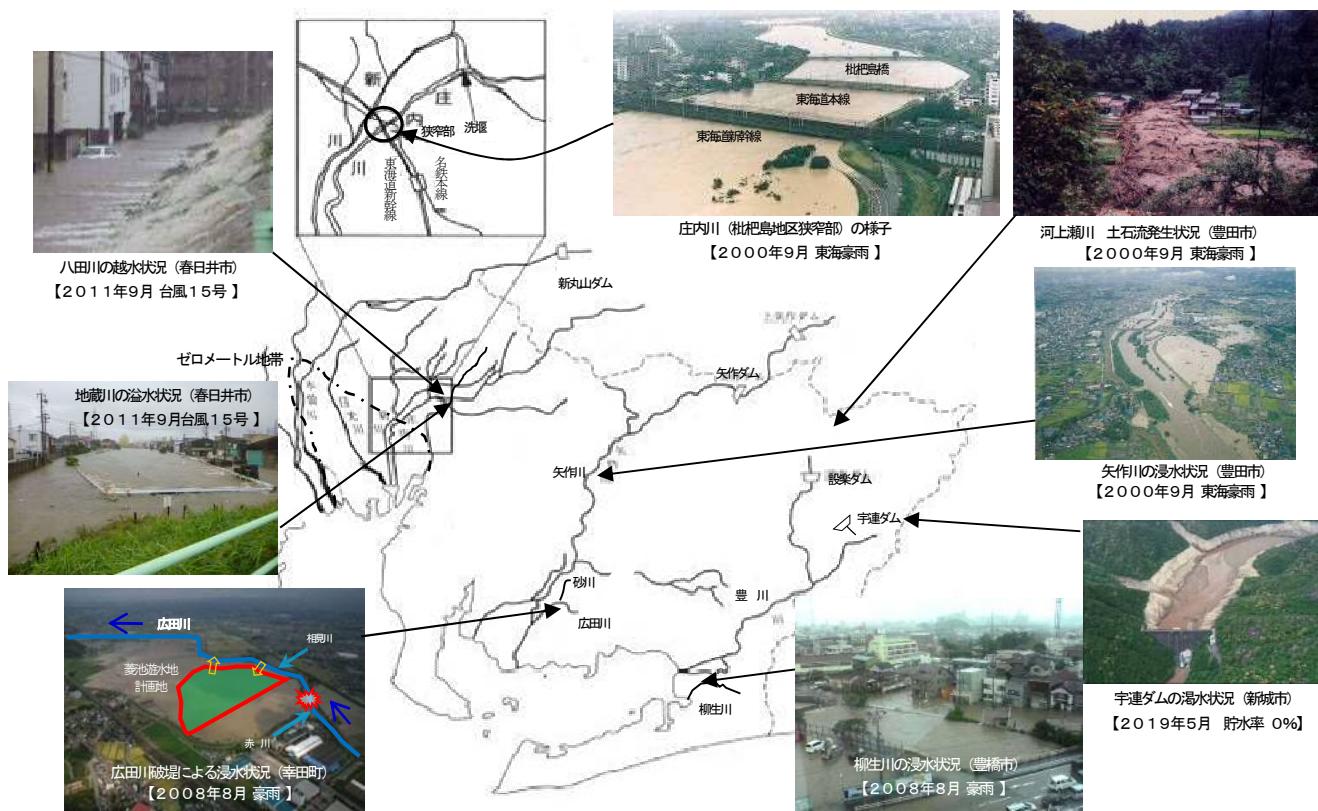 新
川
庄
内
川
狭窄部
洗堰
東海道新幹線
名鉄本線
枇杷島橋
東海道本線
東海道新幹線
庄内川（枇杷島地区狭窄部）の様子
【２０００年９月 東海豪雨 】
河上瀬川　土石流発生状況（豊田市）
【２０００年９月 東海豪雨 】
八田川の越水状況（春日井市）
【２０１１年９月 台風１５号 】
新丸山ダム
ゼロメートル地帯
地蔵川の溢水状況（春日井市）
【２０１１年９月台風１５号 】
矢作ダム
矢作川
設楽ダム
宇連ダム
矢作川の浸水状況（豊田市）
【２０００年９月 東海豪雨 】
砂川
広田川
豊　川
柳生川
宇連ダムの渇水状況（新城市）
【２０１９年５月　貯水率 ０%】
広田川
相見川
菱池遊水地
計画地
赤 川
広田川破堤による浸水状況（幸田町）
【２００８年８月 豪雨 】
柳生川の浸水状況（豊橋市）
【２００８年８月 豪雨 】